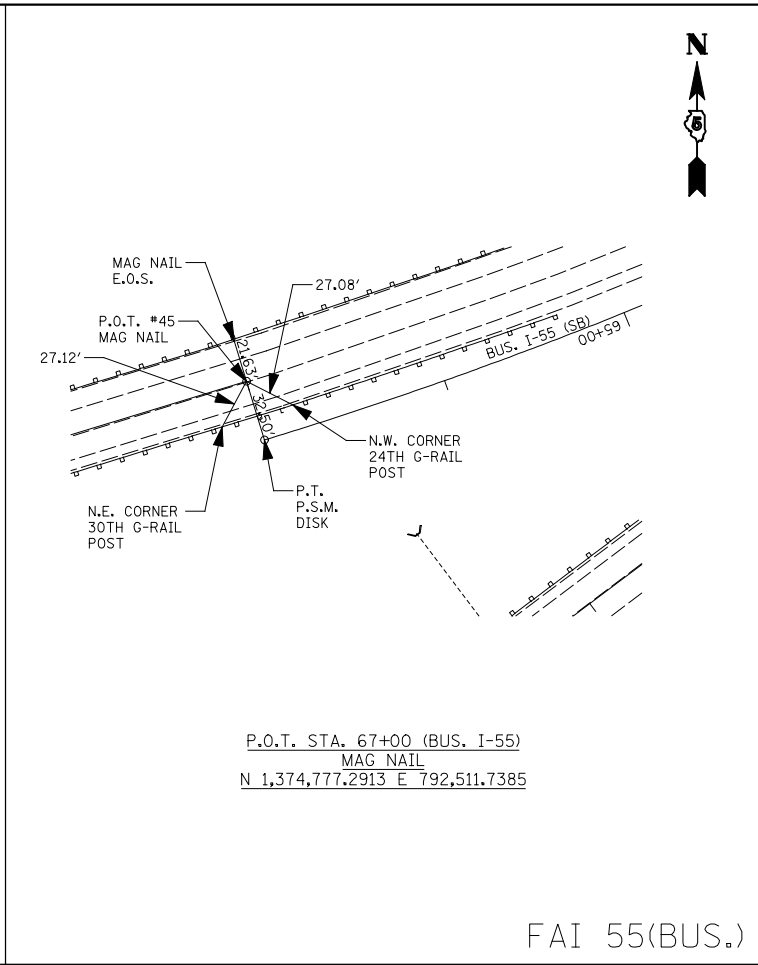 N
5
MAG NAIL
E.O.S.
27.08'
P.O.T. #45
MAG NAIL
27.12'
21.63'
32.50'
BUS. I-55 (SB)
65+00
N.W. CORNER
24TH G-RAIL
POST
P.T.
P.S.M.
DISK
N.E. CORNER
30TH G-RAIL
POST
P.O.T. STA. 67+00 (BUS. I-55)
MAG NAIL
N 1,374,777.2913 E 792,511.7385
FAI 55(BUS.)